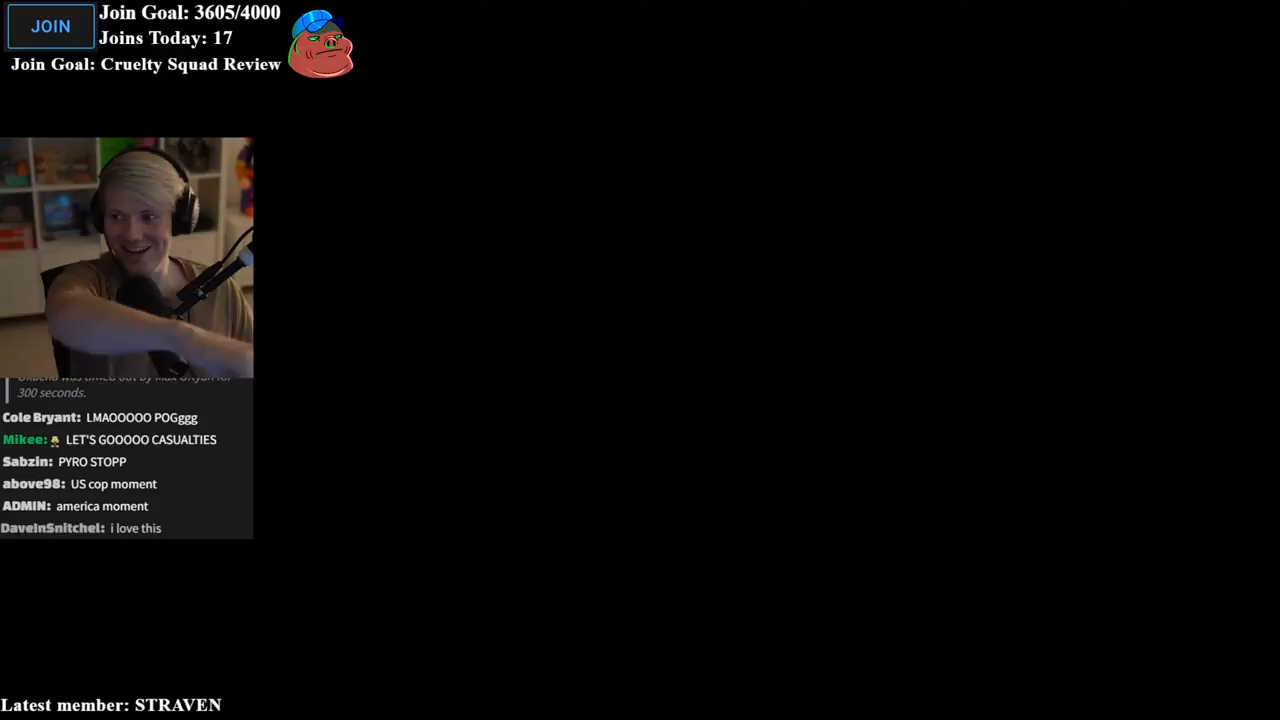 JOIN
Join Goal: 3605/4000
Joins Today: 17
Join Goal: Cruelty Squad Review
300 seconds.
Cole Bryant: LMAOOOOO POGggg
Mikee: LET'S GOOOOO CASUALTIES
Sabzin: PYRO STOPP
above98: US cop moment
ADMIN: america moment
DaveInSnitchel: i love this
Latest member: STRAVEN